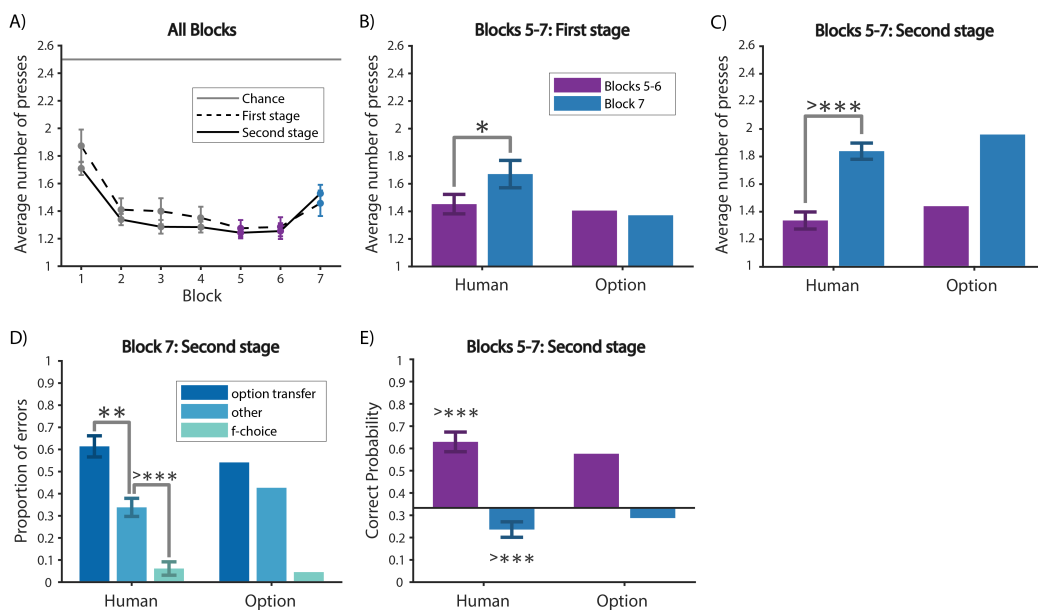 A)
All Blocks
Average number of presses
2.6
2.4
2.2
2
1.8
1.6
1.4
1.2
1
Chance
First stage
Second stage
1 2 3 4 5 6 7
Block
B)
Blocks 5-7: First stage
Average number of presses
2.6
2.4
2.2
2
1.8
1.6
1.4
1.2
1
Blocks 5-6
Block 7
*
Human Option
C)
Blocks 5-7: Second stage
Average number of presses
2.6
2.4
2.2
2
1.8
1.6
1.4
1.2
1
>***
Human Option
D)
Block 7: Second stage
Proportion of errors
1
0.9
0.8
0.7
0.6
0.5
0.4
0.3
0.2
0.1
0
option transfer
other
f-choice
**
>***
Human Option
E)
Blocks 5-7: Second stage
Correct Probability
1
0.9
0.8
0.7
0.6
0.5
0.4
0.3
0.2
0.1
0
>***
>***
Human Option